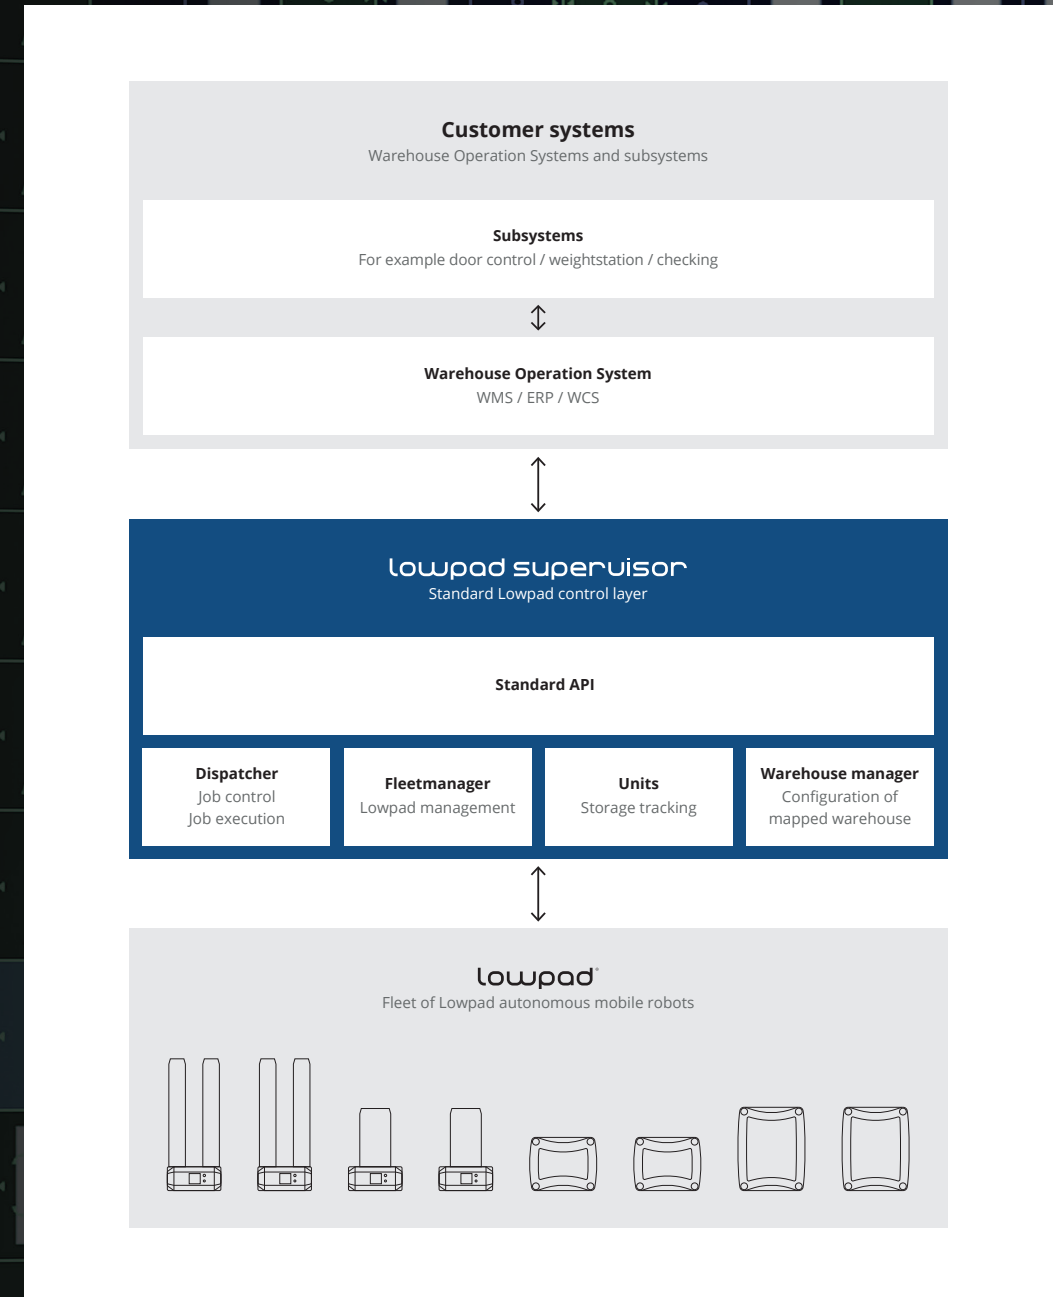 Customer systems
Warehouse Operation Systems and subsystems
Subsystems
For example door control / weightstation / checking
Warehouse Operation System
WMS / ERP / WCS
lowpad supervisor
Standard Lowpad control layer
Standard API
Dispatcher
Job control
Job execution
Fleetmanager
Lowpad management
Units
Storage tracking
Warehouse manager
Configuration of
mapped warehouse
lowpad®
Fleet of Lowpad autonomous mobile robots